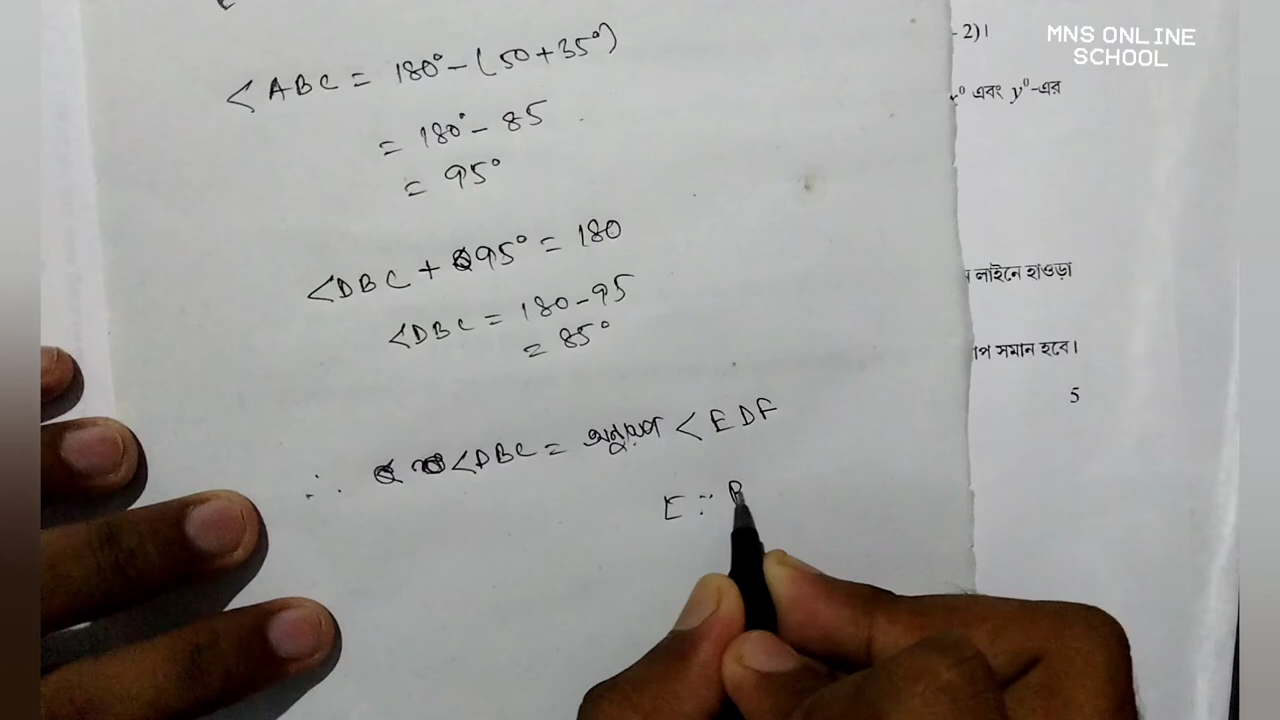 MNS ONLINE
SCHOOL
- 2)।
এবং y⁰-এর
লাইনে হাওড়া
সমান হবে।
5
<ABC = 180° - (50 + 35°)
= 180° - 85
= 95°
<DBC + 95° = 180
<DBC = 180 - 95
= 85°
∴ <DBC = অনুরূপ <EDF
[∵ B